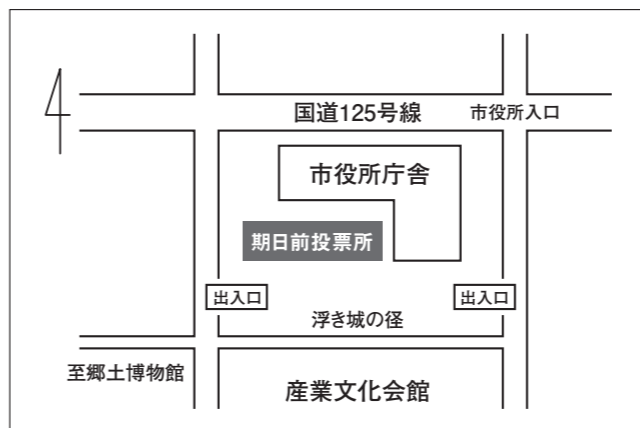 国道125号線
市役所入口
市役所庁舎
期日前投票所
出入口
出入口
浮き城の径
至郷土博物館
産業文化会館